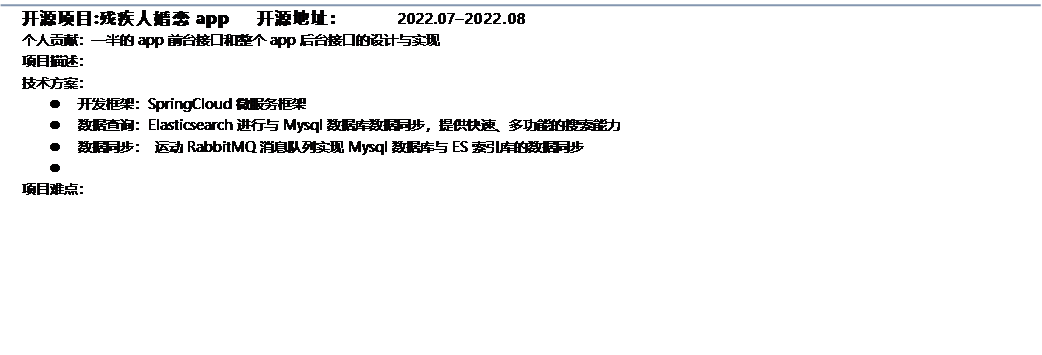 开源项目:残疾人婚恋 app 开源地址： 2022.07–2022.08
个人贡献：一半的 app 前台接口和整个 app 后台接口的设计与实现
项目描述：
技术方案：
● 开发框架：SpringCloud 微服务框架
● 数据查询：Elasticsearch 进行与 Mysql 数据库数据同步，提供快速、多功能的搜索能力
● 数据同步： 运动 RabbitMQ 消息队列实现 Mysql 数据库与 ES 索引库的数据同步
●
项目难点：